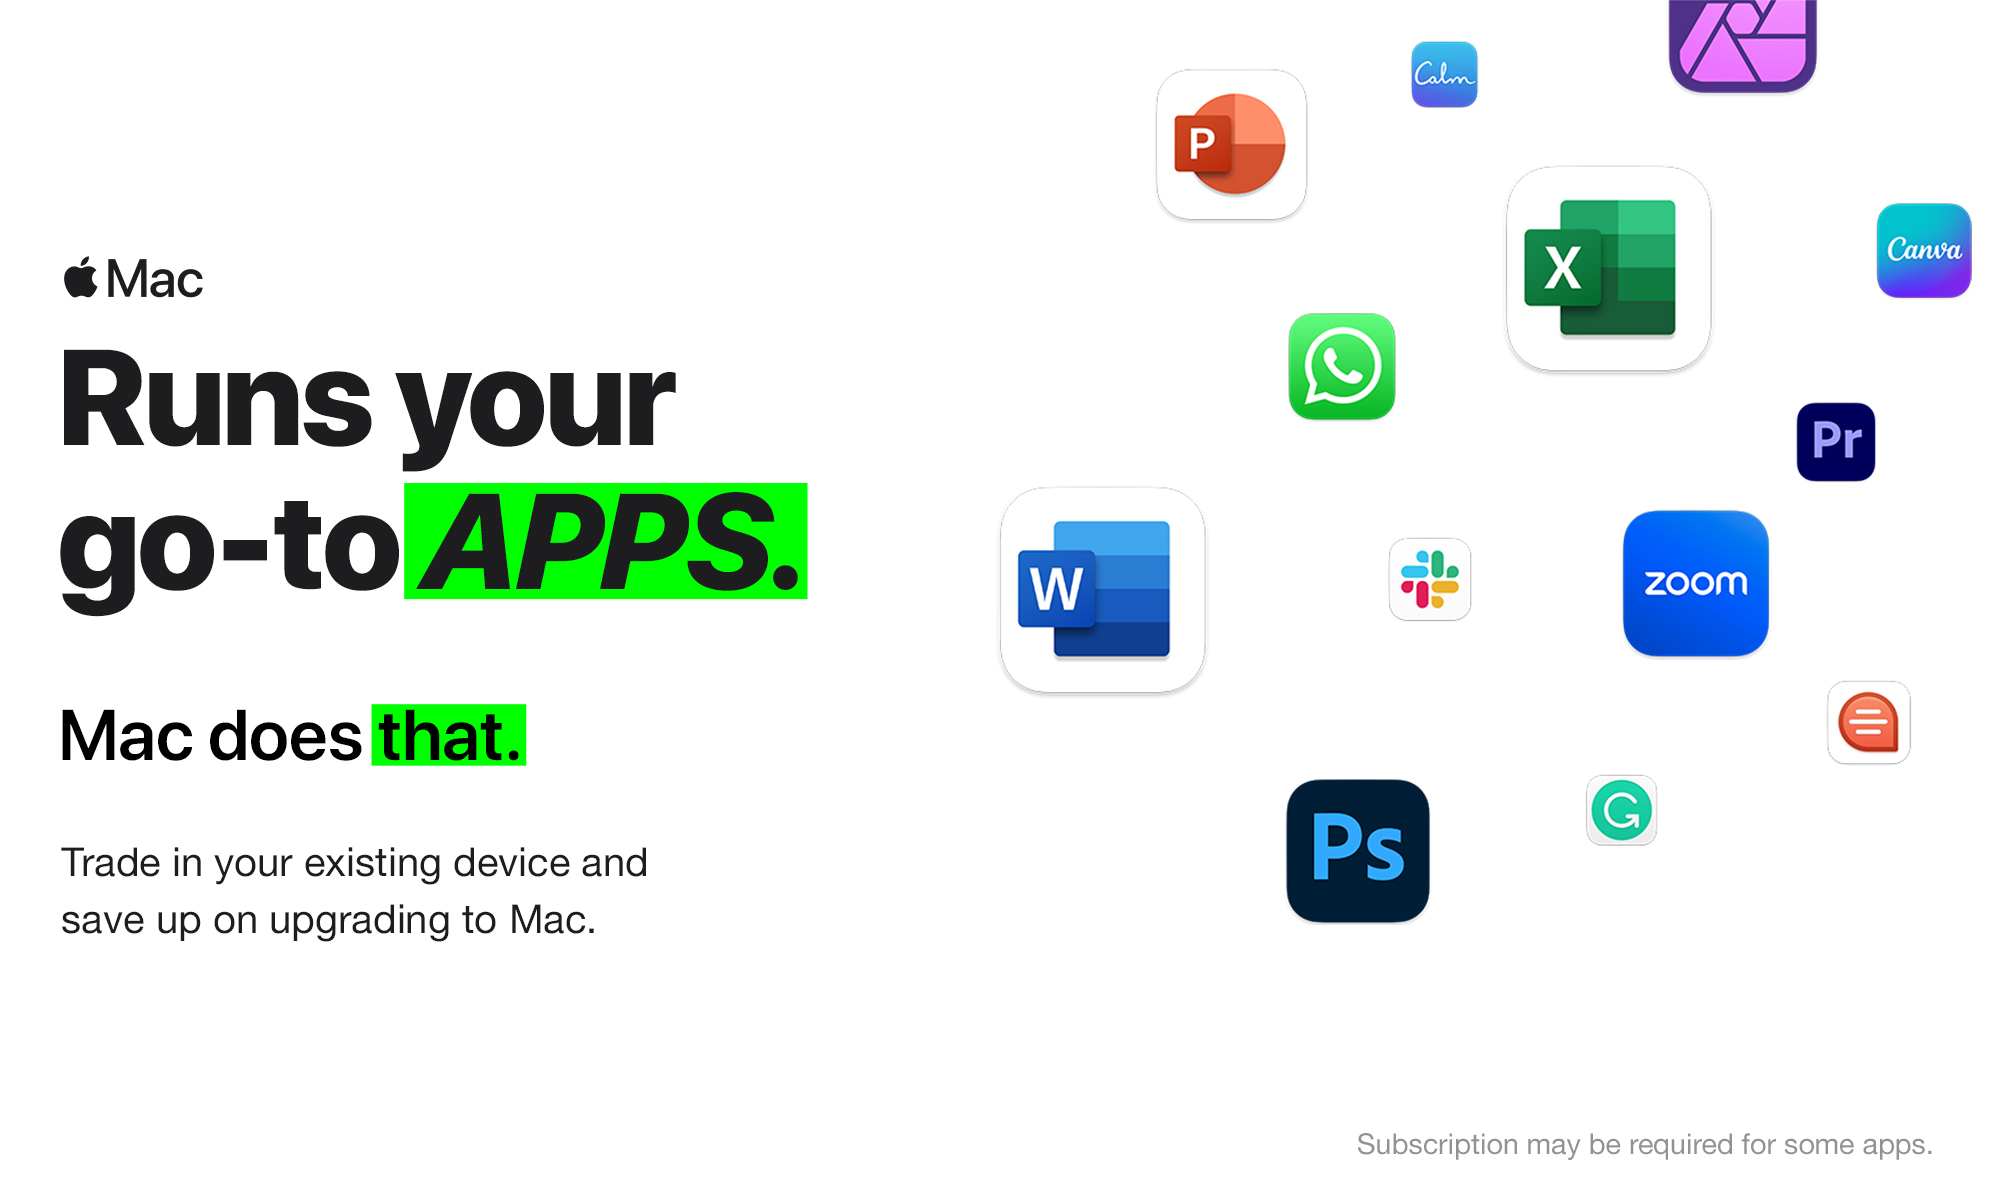 Mac
Runs your
go-to APPS.
Mac does that.
Trade in your existing device and
save up on upgrading to Mac.
P
Calm
X
Canva
Pr
W
zoom
Ps
G
Subscription may be required for some apps.